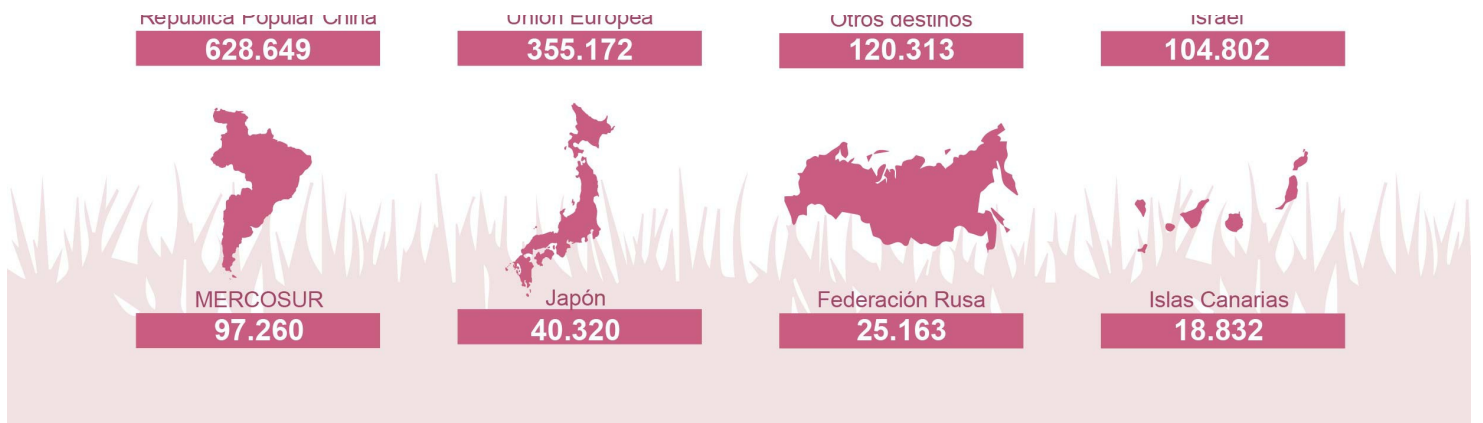 República Popular China
Unión Europea
Otros destinos
Israel
628.649
355.172
120.313
104.802
MERCOSUR
Japón
Federación Rusa
Islas Canarias
97.260
40.320
25.163
18.832